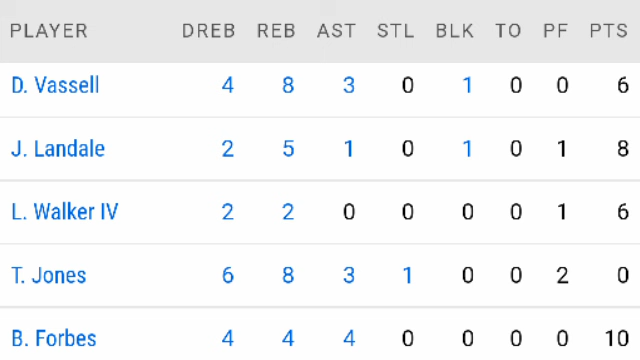 PLAYER DREB REB AST STL BLK TO PF PTS
D. Vassell 4 8 3 0 1 0 0 6
J. Landale 2 5 1 0 1 0 1 8
L. Walker IV 2 2 0 0 0 0 1 6
T. Jones 6 8 3 1 0 0 2 0
B. Forbes 4 4 4 0 0 0 0 10